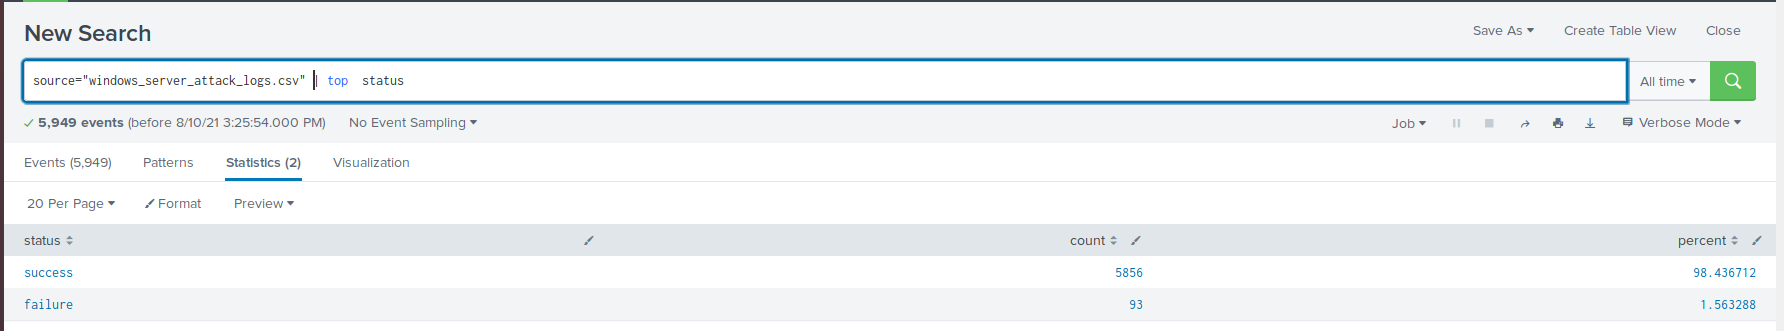 New Search
Save As Create Table View Close
source="windows_server_attack_logs.csv" | top status
All time
5,949 events (before 8/10/21 3:25:54.000 PM) No Event Sampling
Job Verbose Mode
Events (5,949) Patterns Statistics (2) Visualization
20 Per Page Format Preview
status count percent
success 5856 98.436712
failure 93 1.563288